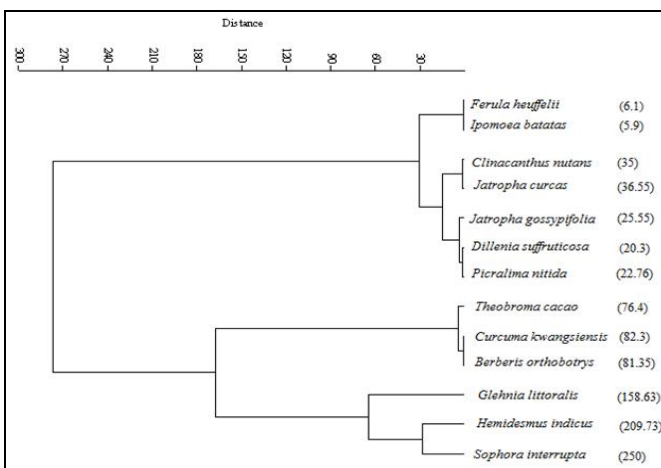 Distance
300 270 240 210 180 150 120 90 60 30
Ferula heuffelii (6.1)
Ipomoea batatas (5.9)
Clinacanthus nutans (35)
Jatropha curcas (36.55)
Jatropha gossypifolia (25.55)
Dillenia suffruticosa (20.3)
Picralima nitida (22.76)
Theobroma cacao (76.4)
Curcuma kwangsiensis (82.3)
Berberis orthobotrys (81.35)
Glehnia littoralis (158.63)
Hemidesmus indicus (209.73)
Sophora interrupta (250)